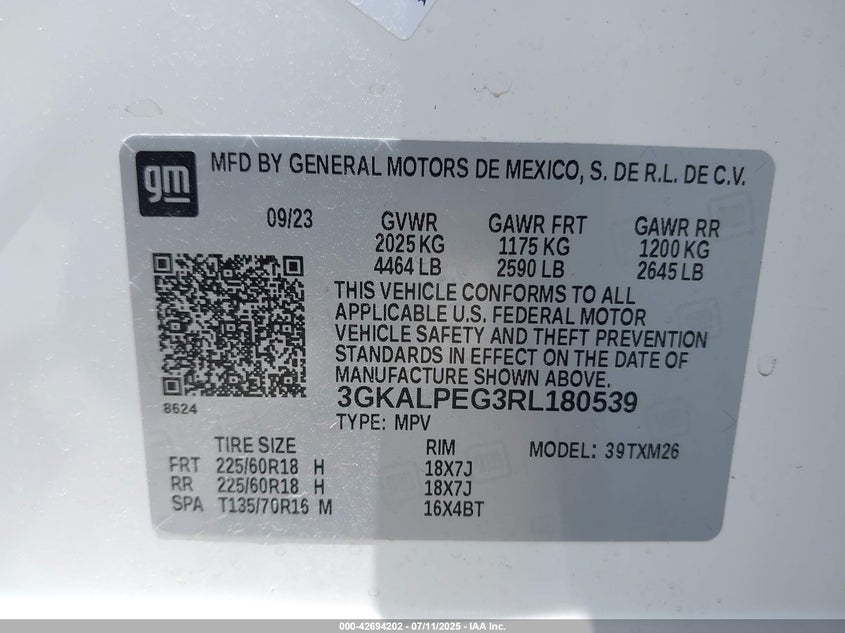 gm
MFD BY GENERAL MOTORS DE MEXICO, S. DE R.L. DE C.V.
09/23 GVWR GAWR FRT GAWR RR
2025 KG 1175 KG 1200 KG
4464 LB 2590 LB 2645 LB
THIS VEHICLE CONFORMS TO ALL
APPLICABLE U.S. FEDERAL MOTOR
VEHICLE SAFETY AND THEFT PREVENTION
STANDARDS IN EFFECT ON THE DATE OF
MANUFACTURE SHOWN ABOVE.
3GKALPEG3RL180539
8624
TYPE: MPV
TIRE SIZE RIM MODEL: 39TXM26
FRT 225/60R18 H 18X7J
RR 225/60R18 H 18X7J
SPA T135/70R16 M 16X4BT
000-42694202 - 07/11/2025 - IAA Inc.